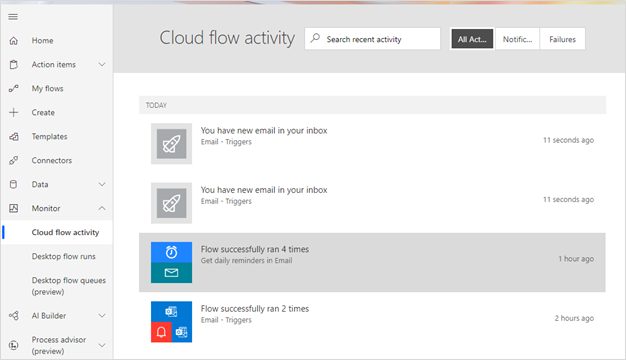 Home
Action items
My flows
Create
Templates
Connectors
Data
Monitor
Cloud flow activity
Desktop flow runs
Desktop flow queues
(preview)
AI Builder
Process advisor
(preview)
Cloud flow activity
Search recent activity
All Act...
Notific...
Failures
TODAY
You have new email in your inbox
Email - Triggers
11 seconds ago
You have new email in your inbox
Email - Triggers
11 seconds ago
Flow successfully ran 4 times
Get daily reminders in Email
1 hour ago
Flow successfully ran 2 times
Email - Triggers
2 hours ago